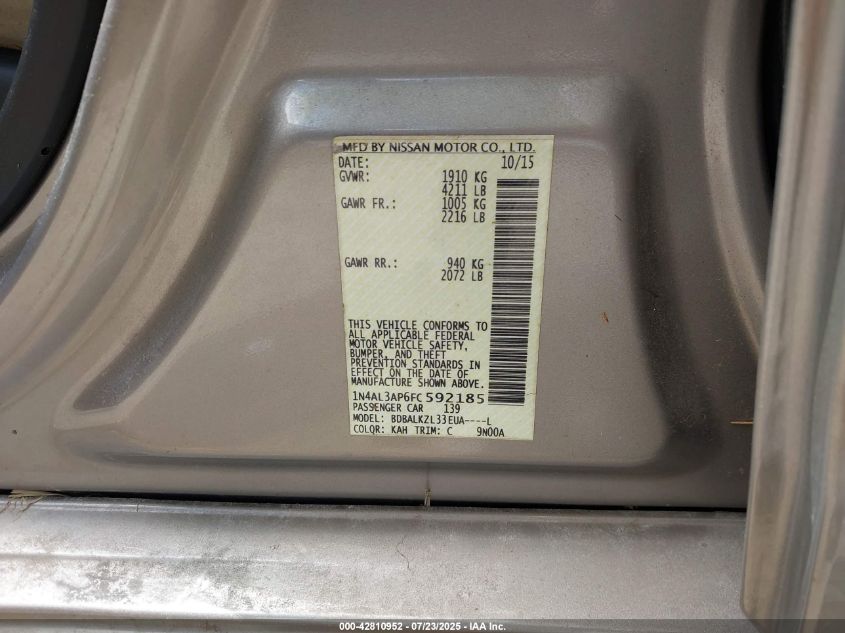 MFD BY NISSAN MOTOR CO., LTD.
DATE: 10/15
GVWR: 1910 KG
4211 LB
GAWR FR.: 1005 KG
2216 LB
GAWR RR.: 940 KG
2072 LB
THIS VEHICLE CONFORMS TO
ALL APPLICABLE FEDERAL
MOTOR VEHICLE SAFETY,
BUMPER, AND THEFT
PREVENTION STANDARDS IN
EFFECT ON THE DATE OF
MANUFACTURE SHOWN ABOVE.
1N4AL3AP6FC592185
PASSENGER CAR 139
MODEL: BDBALKZL33EUA----L
COLOR: KAH TRIM: C 9N00A
000-42810952 - 07/23/2025 - IAA Inc.